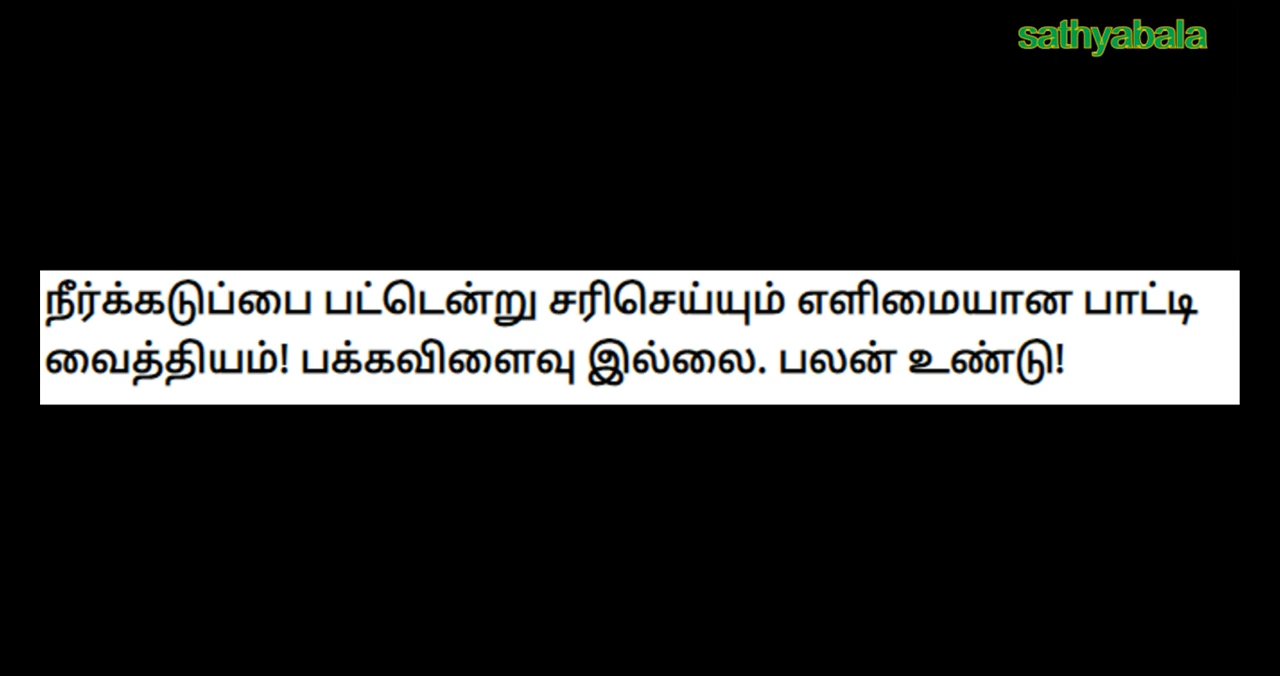 sathyabala
நீர்க்கடுப்பை பட்டென்று சரிசெய்யும் எளிமையான பாட்டி
வைத்தியம்! பக்கவிளைவு இல்லை. பலன் உண்டு!